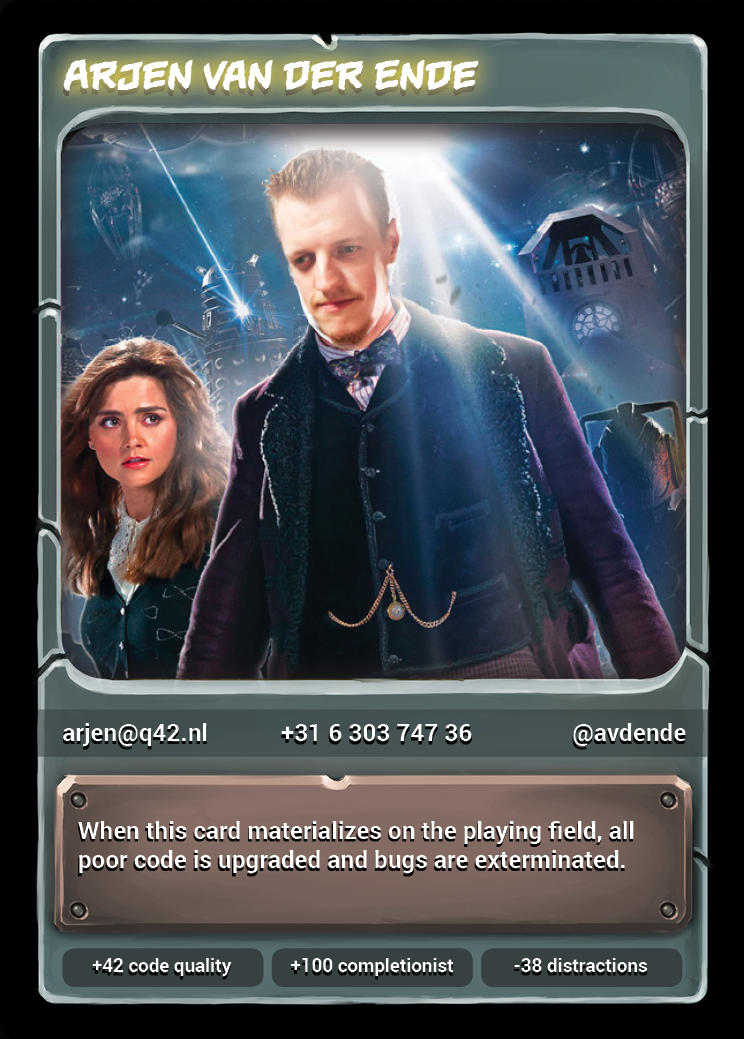 ARJEN VAN DER ENDE
arjen@q42.nl +31 6 303 747 36 @avdende
When this card materializes on the playing field, all
poor code is upgraded and bugs are exterminated.
+42 code quality +100 completionist -38 distractions